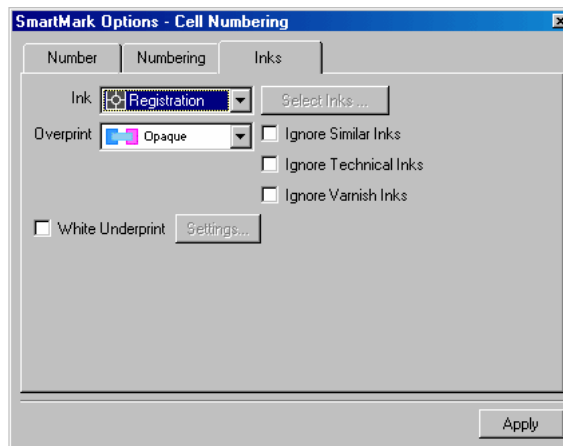 SmartMark Options - Cell Numbering
Number Numbering Inks
Ink Registration Select Inks ...
Overprint Opaque Ignore Similar Inks
Ignore Technical Inks
Ignore Varnish Inks
White Underprint Settings...
Apply